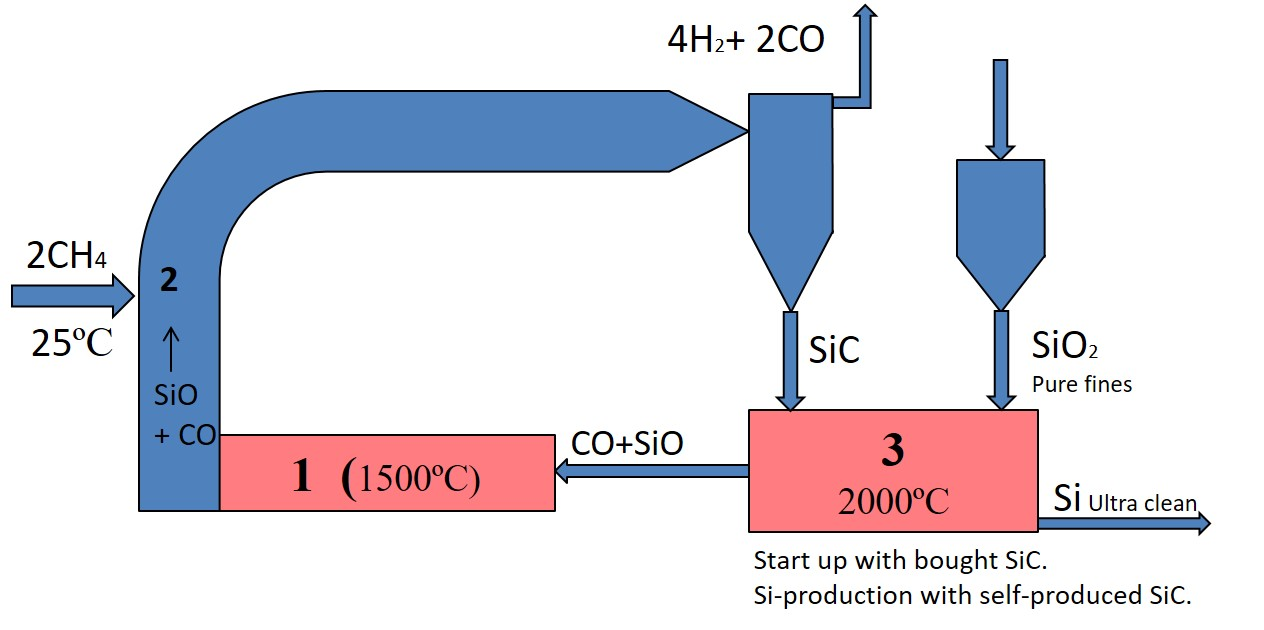 4H₂+ 2CO
2CH₄
25ºC
2
SiO
+ CO
1 (1500ºC)
CO+SiO
SiC
SiO₂
Pure fines
3
2000ºC
Si Ultra clean
Start up with bought SiC.
Si-production with self-produced SiC.